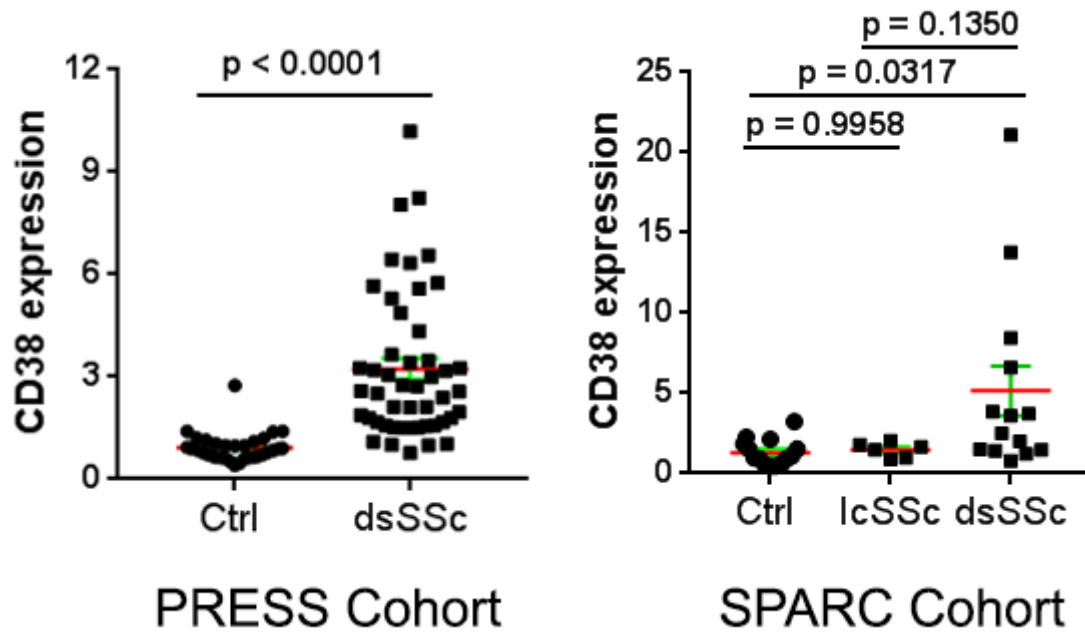 p < 0.0001
CD38 expression
12
9
6
3
0
Ctrl dsSSc
PRESS Cohort
p = 0.1350
p = 0.0317
p = 0.9958
CD38 expression
25
20
15
10
5
0
Ctrl lcSSc dsSSc
SPARC Cohort